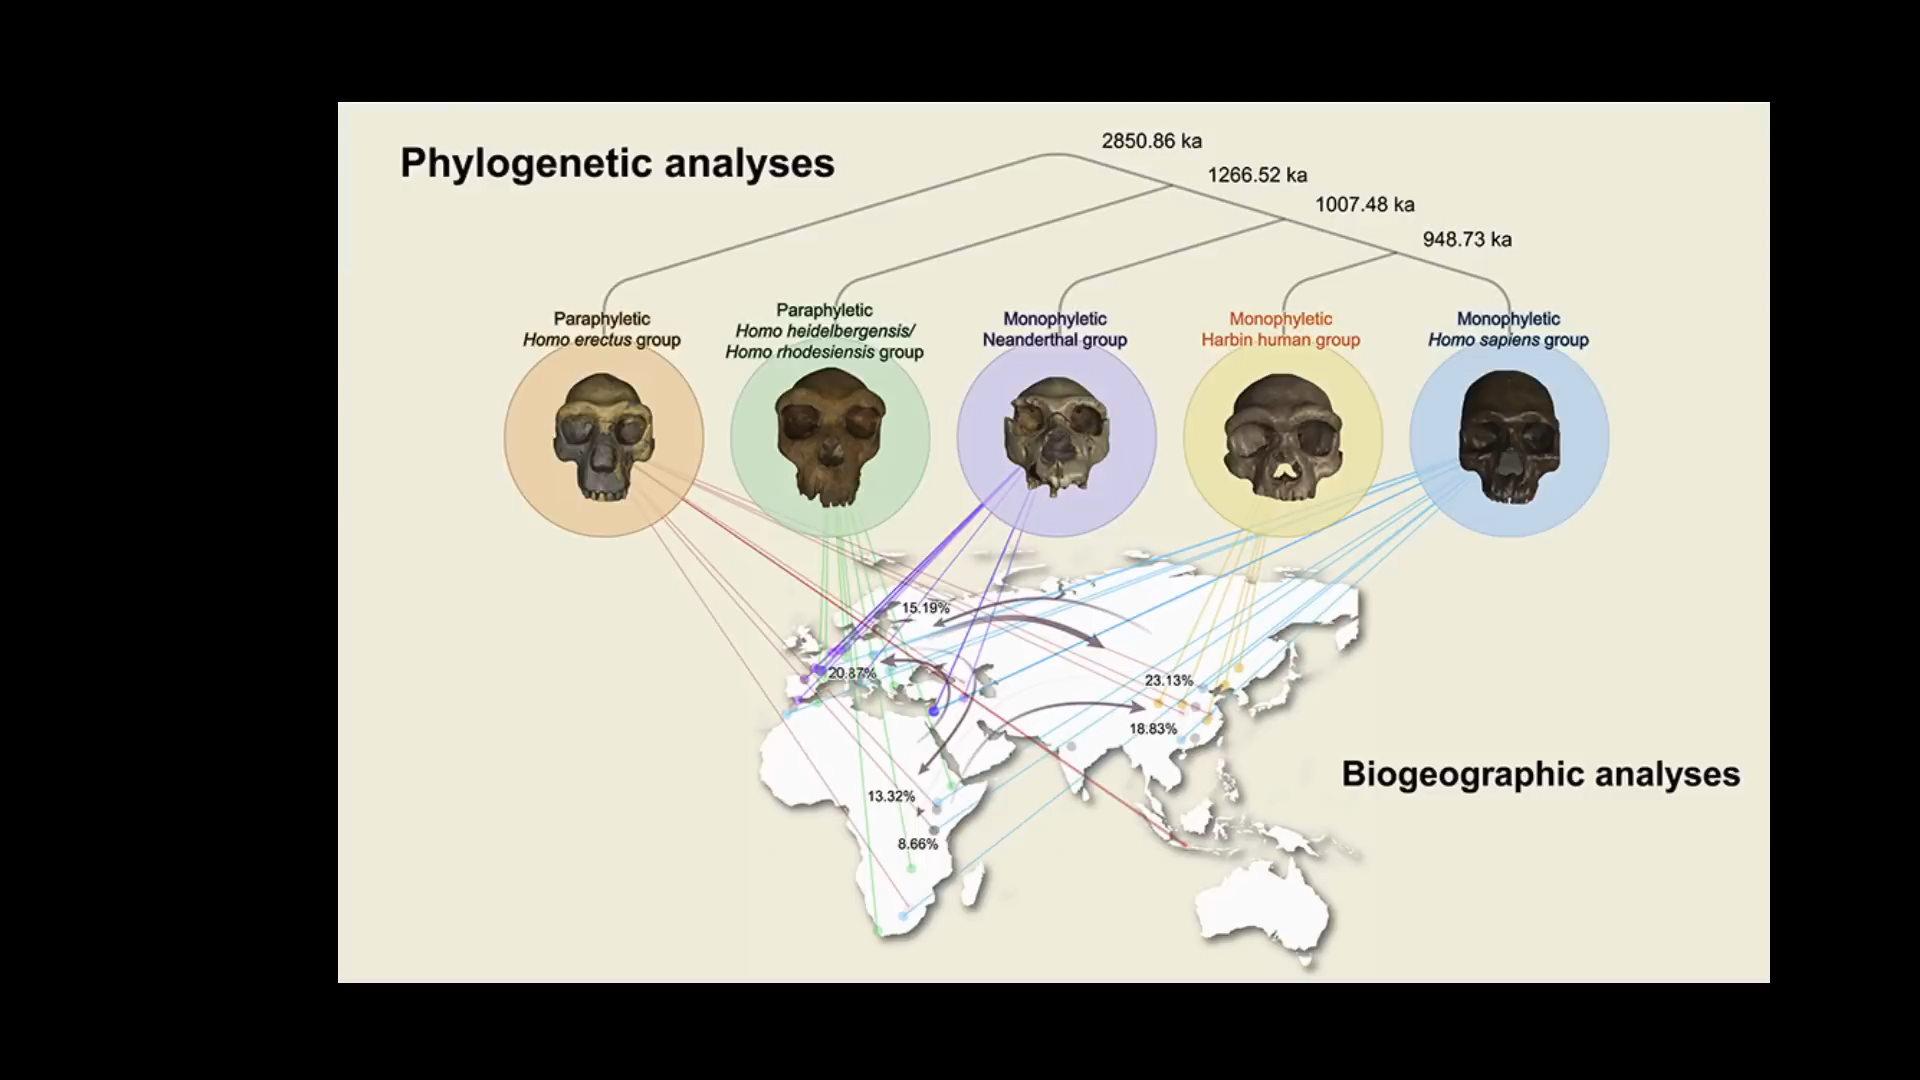 Phylogenetic analyses
2850.86 ka
1266.52 ka
1007.48 ka
948.73 ka
Paraphyletic
Homo erectus group
Paraphyletic
Homo heidelbergensis/
Homo rhodesiensis group
Monophyletic
Neanderthal group
Monophyletic
Harbin human group
Monophyletic
Homo sapiens group
15.19%
20.87%
23.13%
18.83%
13.32%
8.66%
Biogeographic analyses